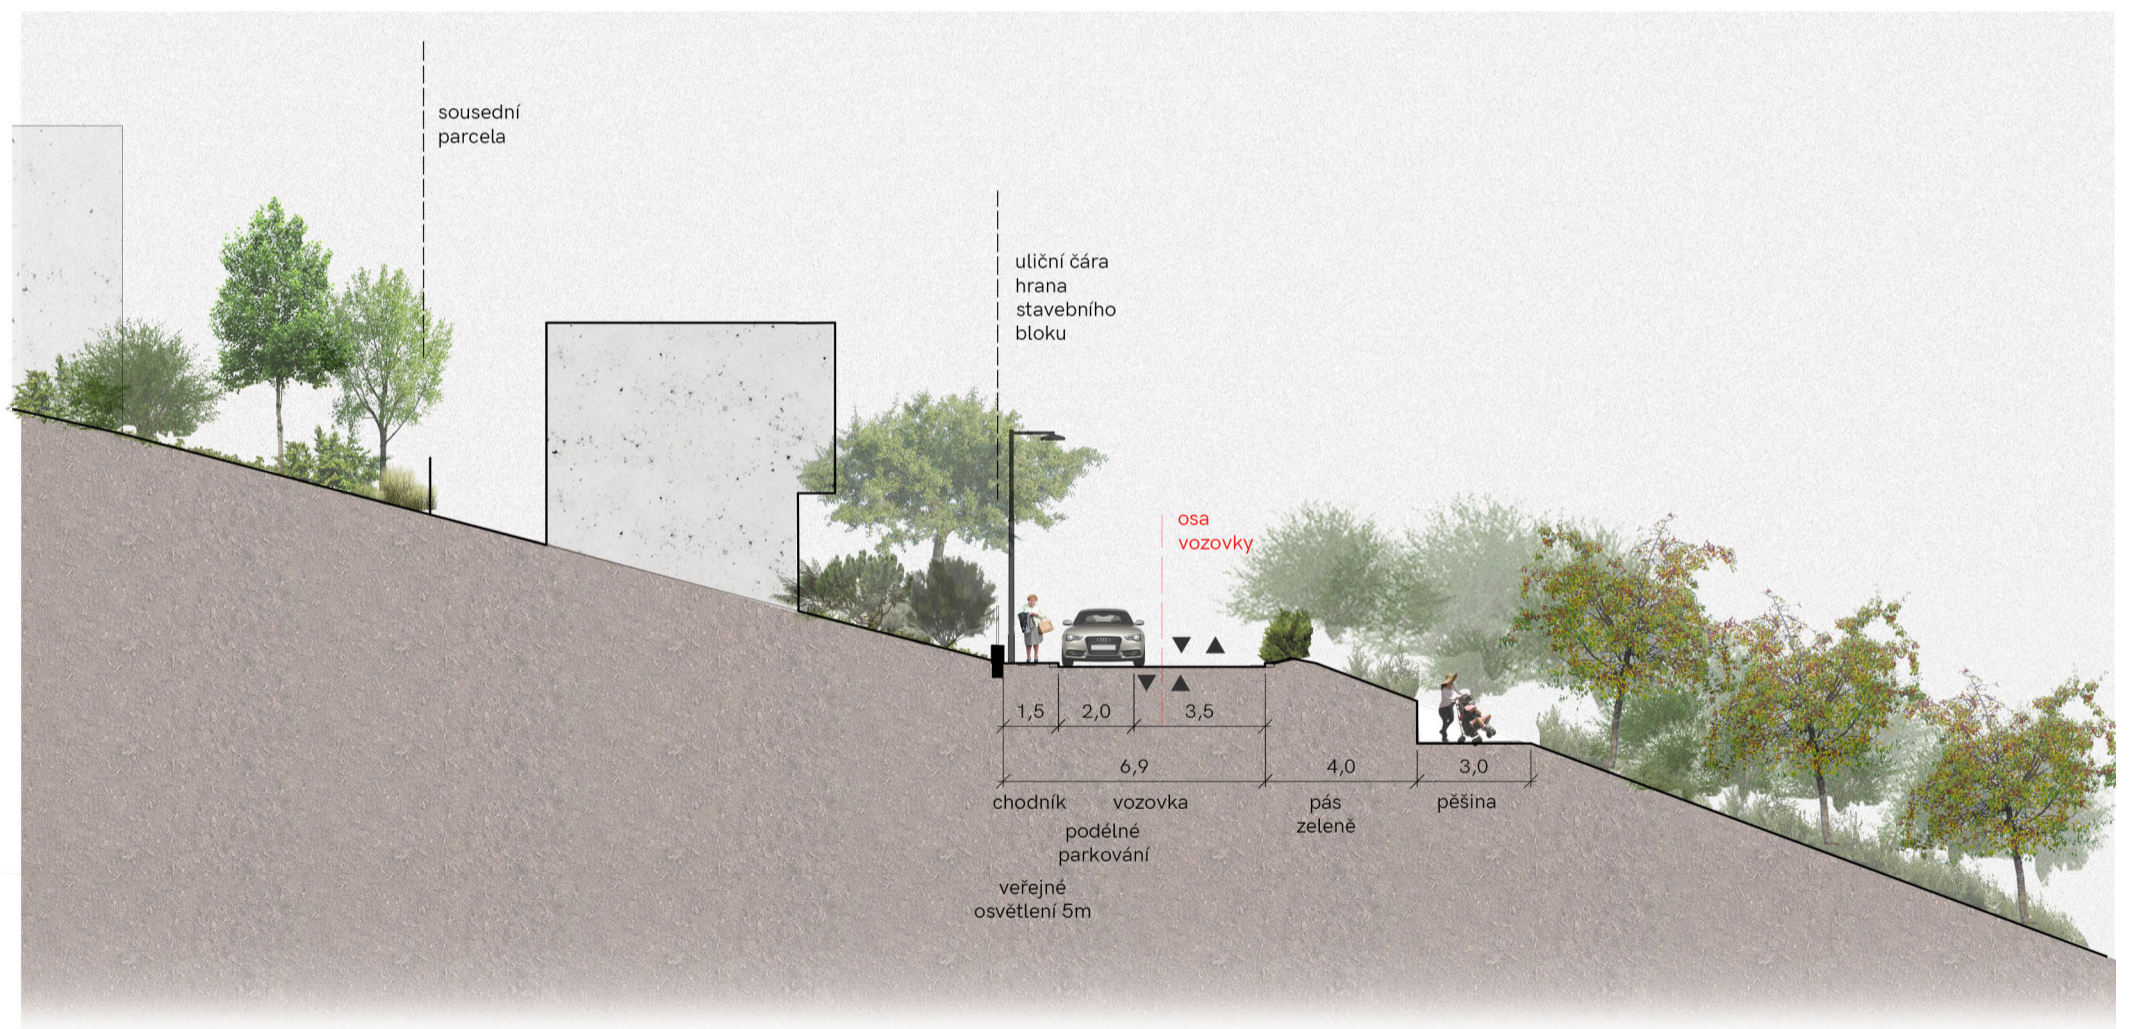 sousední
parcela
uliční čára
hrana
stavebního
bloku
osa
vozovky
1,5
2,0
3,5
6,9
4,0
3,0
chodník
vozovka
pás
zeleně
pěšina
podélné
parkování
veřejné
osvětlení 5m